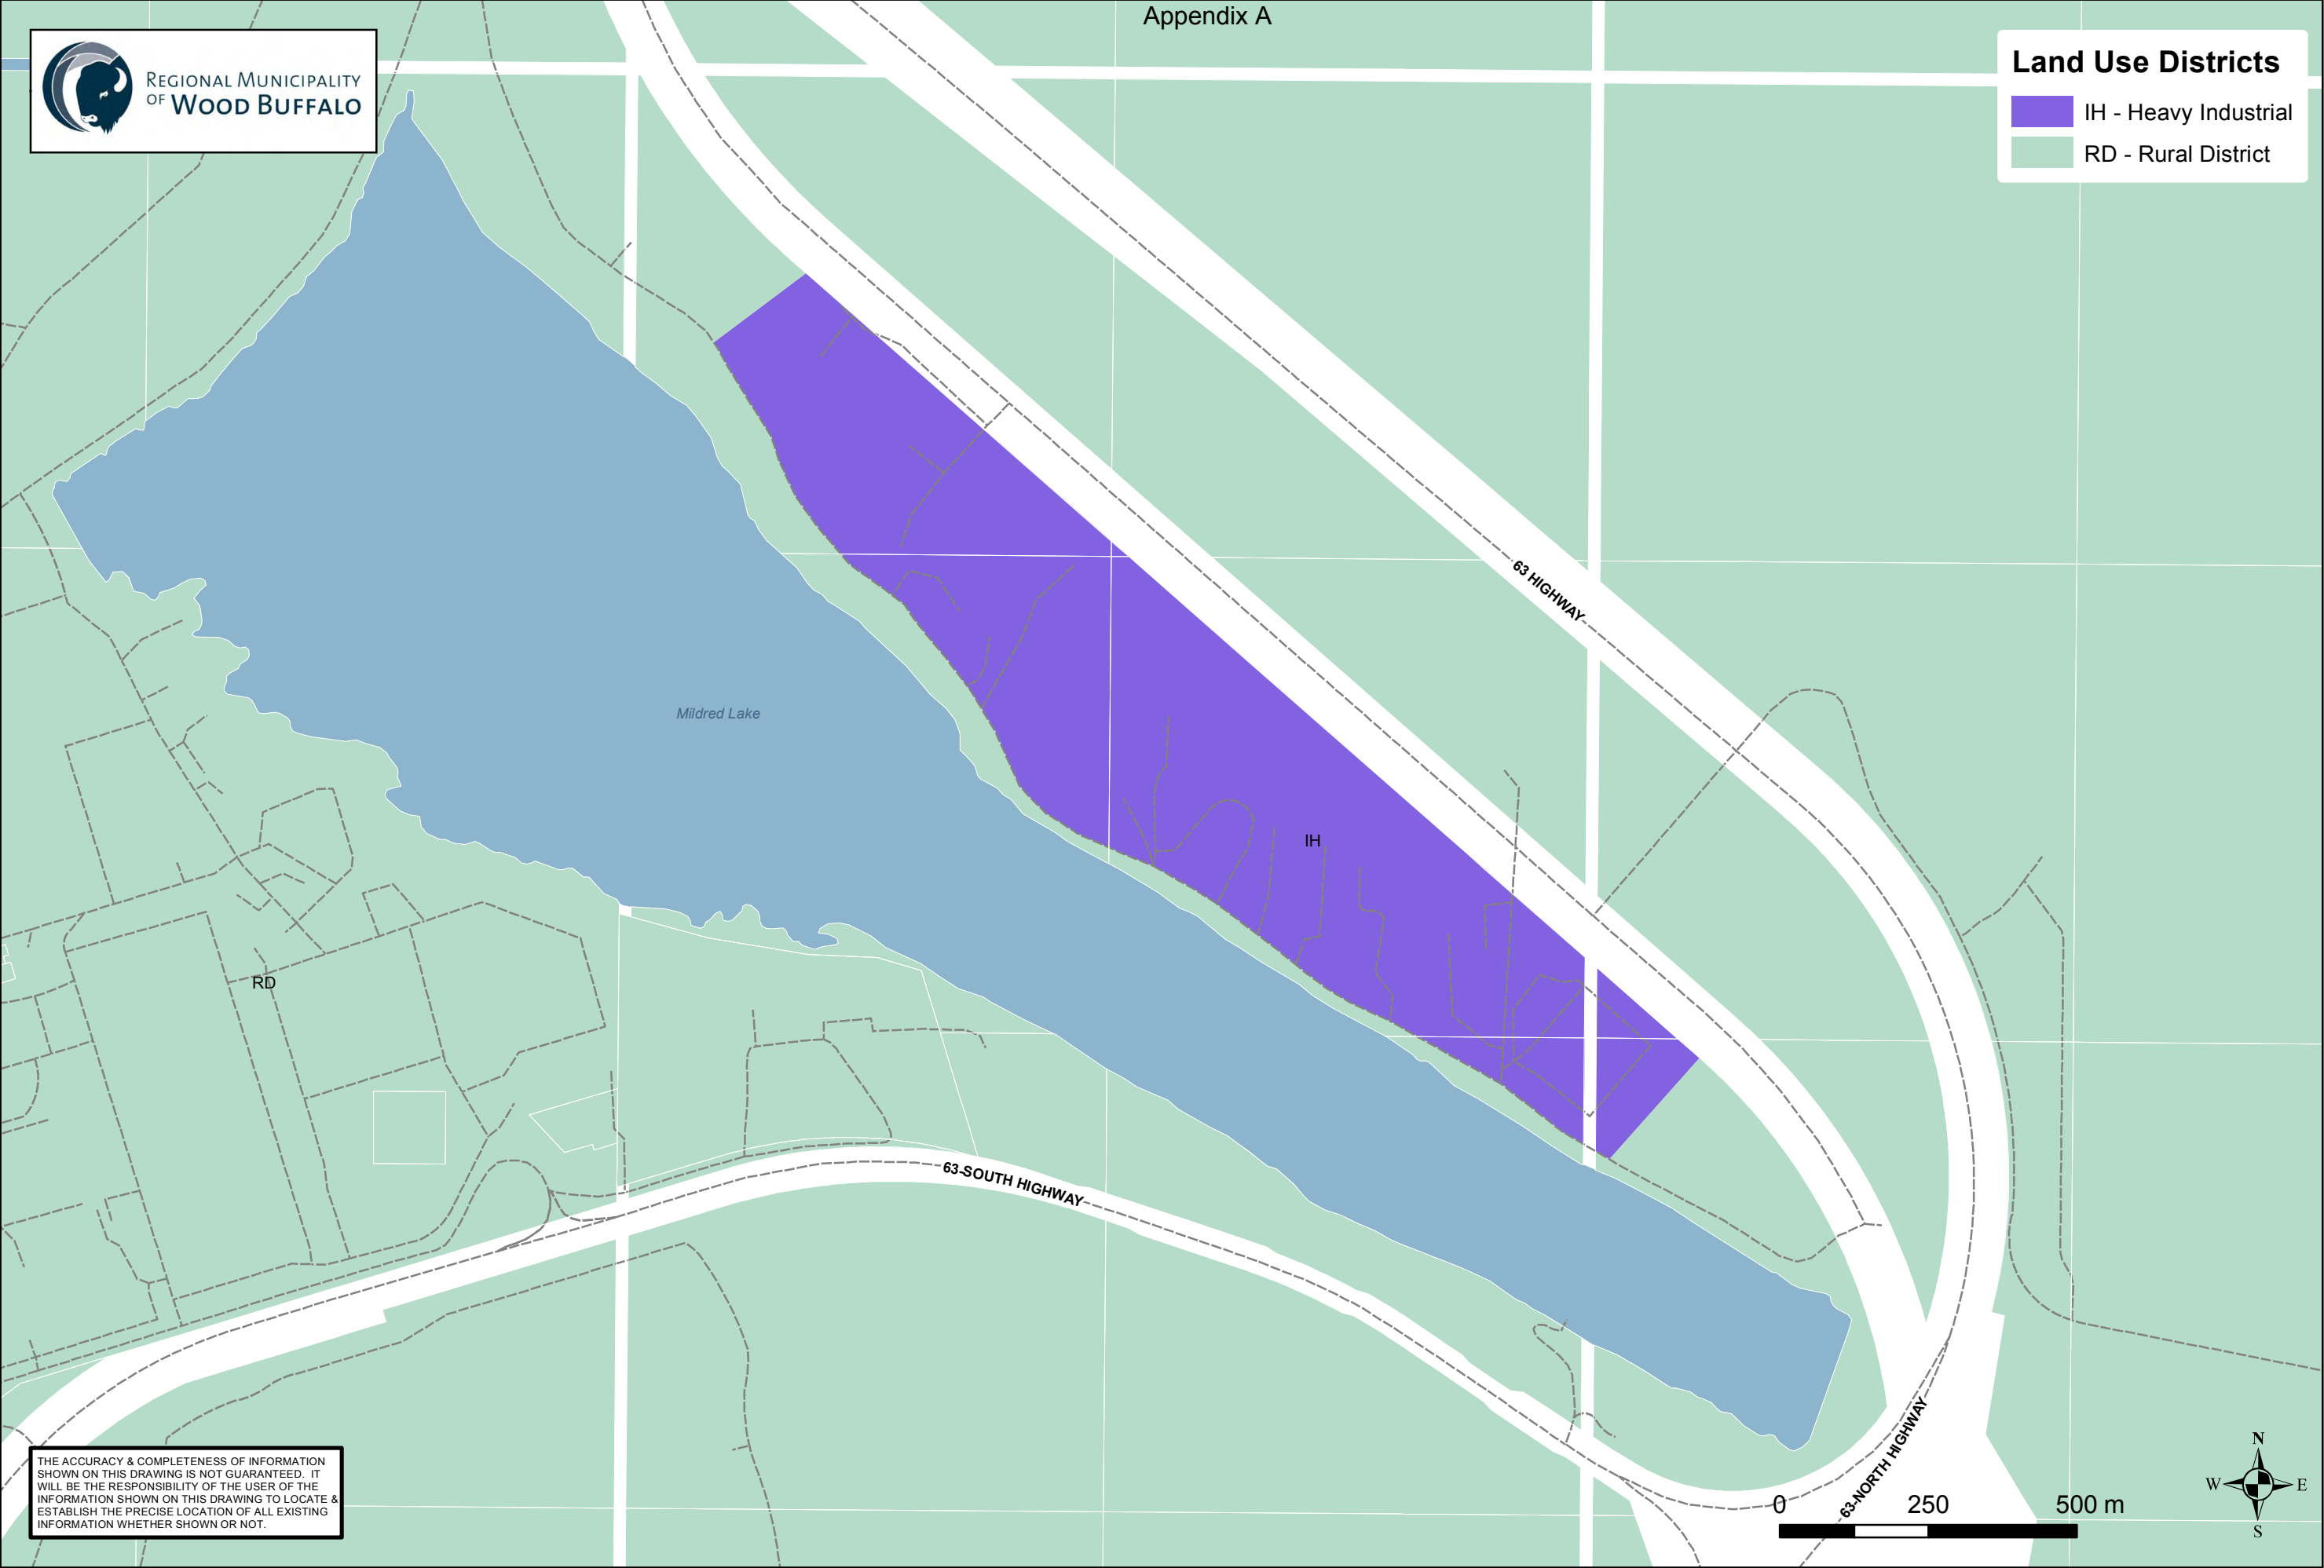 Appendix A
REGIONAL MUNICIPALITY
OF WOOD BUFFALO
Land Use Districts
IH - Heavy Industrial
RD - Rural District
63 HIGHWAY
Mildred Lake
IH
RD
63-SOUTH HIGHWAY
63-NORTH HIGHWAY
THE ACCURACY & COMPLETENESS OF INFORMATION
SHOWN ON THIS DRAWING IS NOT GUARANTEED. IT
WILL BE THE RESPONSIBILITY OF THE USER OF THE
INFORMATION SHOWN ON THIS DRAWING TO LOCATE &
ESTABLISH THE PRECISE LOCATION OF ALL EXISTING
INFORMATION WHETHER SHOWN OR NOT.
0 250 500 m
N
W E
S